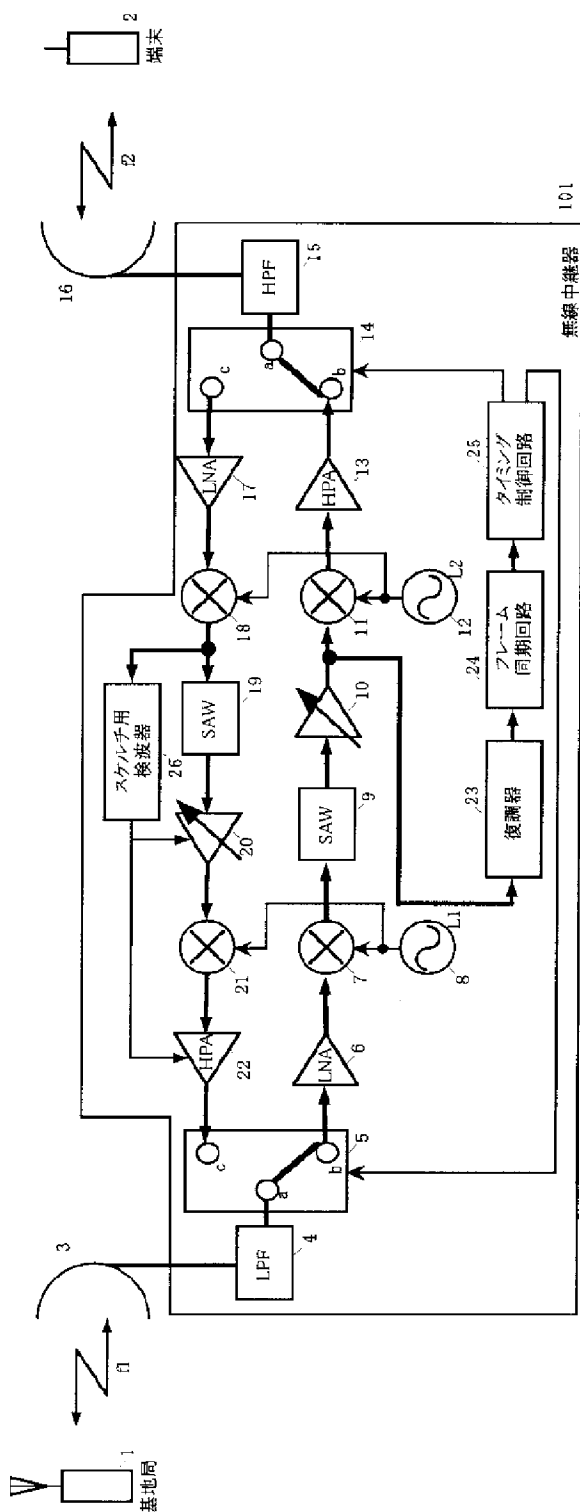 1
基地局
f1
3
LPF
4
a
b
c
5
LNA
6
7
L1
8
SAW
9
10
11
L2
12
HPA
13
a
b
c
14
HPF
15
16
f2
2
端末
LNA
17
18
SAW
19
20
21
HPA
22
スケルチ用
検波器
26
復調器
23
フレーム
同期回路
24
タイミング
制御回路
25
無線中継器
101